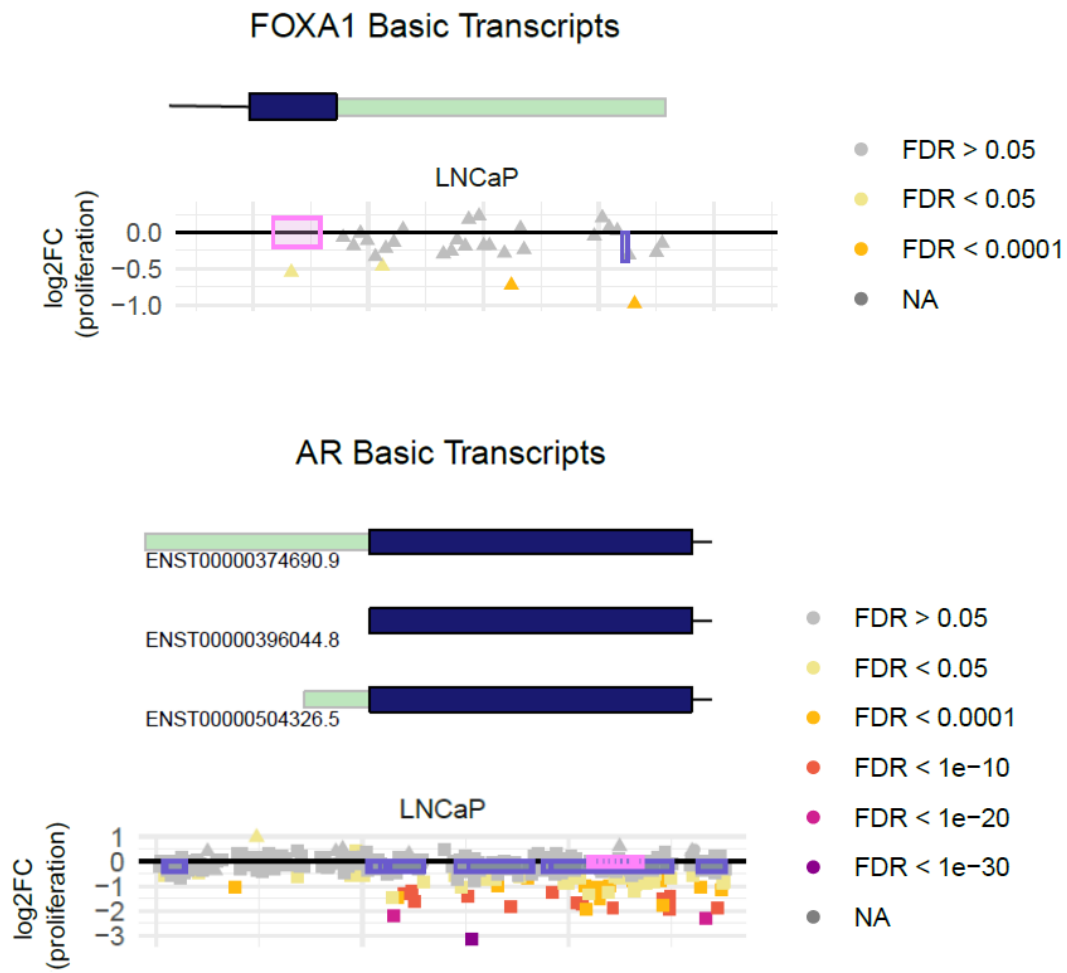 FOXA1 Basic Transcripts
LNCaP
log2FC
(proliferation)
0.0
−0.5
−1.0
FDR > 0.05
FDR < 0.05
FDR < 0.0001
NA
AR Basic Transcripts
ENST00000374690.9
ENST00000396044.8
ENST00000504326.5
LNCaP
log2FC
(proliferation)
1
0
−1
−2
−3
FDR > 0.05
FDR < 0.05
FDR < 0.0001
FDR < 1e−10
FDR < 1e−20
FDR < 1e−30
NA